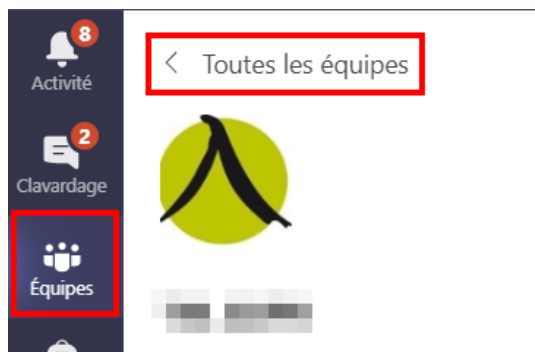 8
Activité
2
Clavardage
Équipes
< Toutes les équipes